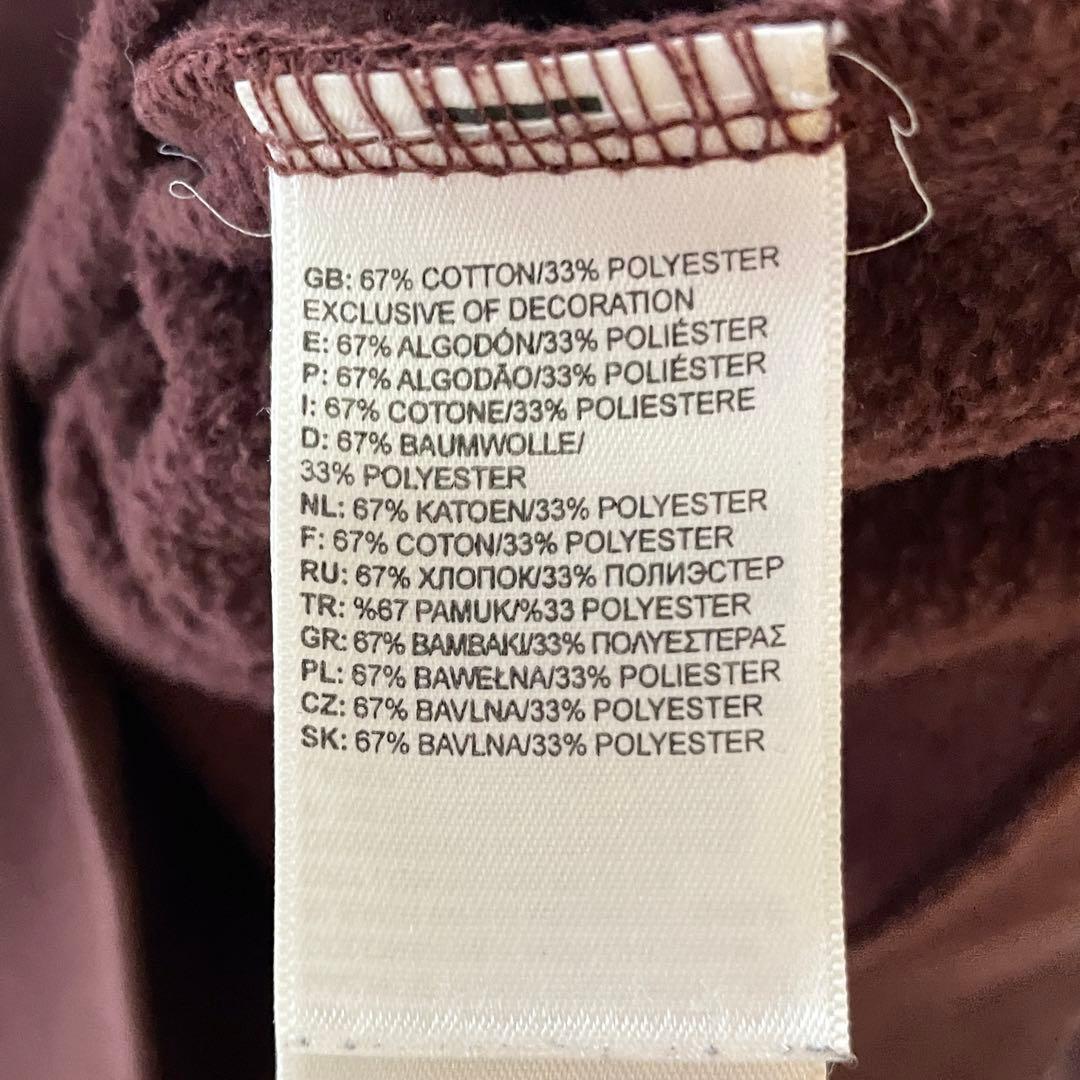 GB: 67% COTTON/33% POLYESTER
EXCLUSIVE OF DECORATION
E: 67% ALGODÓN/33% POLIÉSTER
P: 67% ALGODÃO/33% POLIÉSTER
I: 67% COTONE/33% POLIESTERE
D: 67% BAUMWOLLE/
33% POLYESTER
NL: 67% KATOEN/33% POLYESTER
F: 67% COTON/33% POLYESTER
RU: 67% ХЛОПОК/33% ПОЛИЭСТЕР
TR: %67 PAMUK/%33 POLYESTER
GR: 67% ΒΑΜΒΑΚΙ/33% ΠΟΛΥΕΣΤΕΡΑΣ
PL: 67% BAWEŁNA/33% POLIESTER
CZ: 67% BAVLNA/33% POLYESTER
SK: 67% BAVLNA/33% POLYESTER